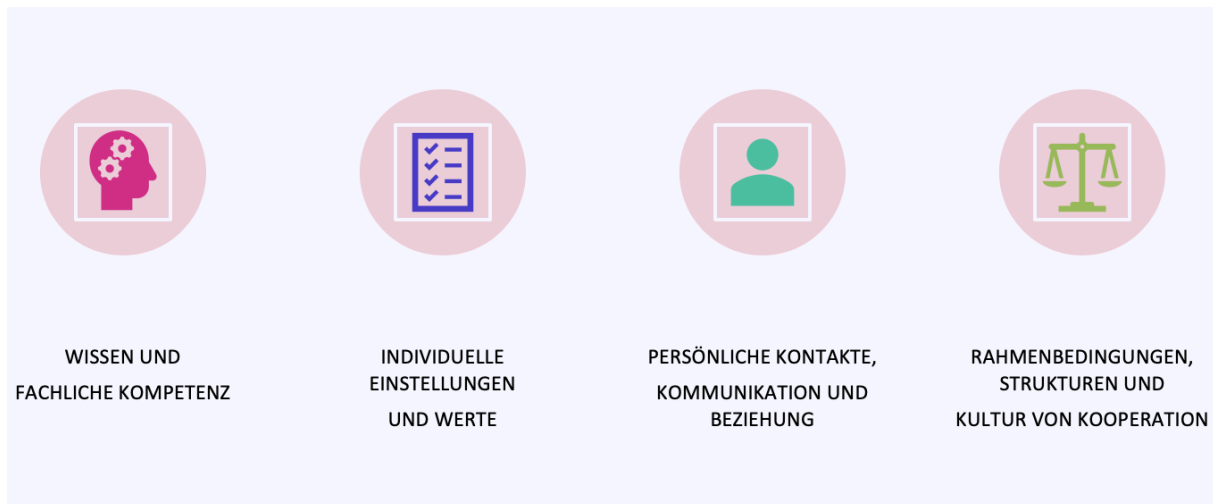 WISSEN UND
FACHLICHE KOMPETENZ
INDIVIDUELLE
EINSTELLUNGEN
UND WERTE
PERSÖNLICHE KONTAKTE,
KOMMUNIKATION UND
BEZIEHUNG
RAHMENBEDINGUNGEN,
STRUKTUREN UND
KULTUR VON KOOPERATION